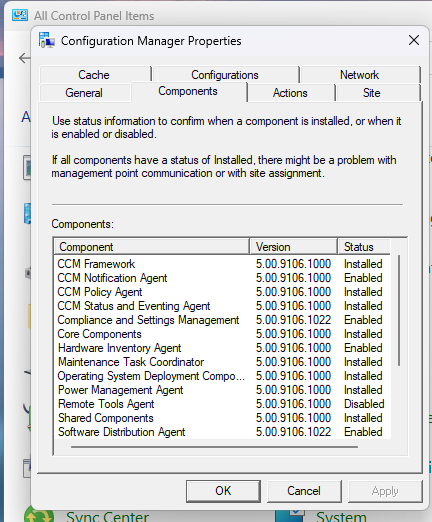 All Control Panel Items
Configuration Manager Properties
Cache Configurations Network
General Components Actions Site
Use status information to confirm when a component is installed, or when it
is enabled or disabled.
If all components have a status of Installed, there might be a problem with
management point communication or with site assignment.
Components:
Component Version Status
CCM Framework 5.00.9106.1000 Installed
CCM Notification Agent 5.00.9106.1000 Enabled
CCM Policy Agent 5.00.9106.1000 Installed
CCM Status and Eventing Agent 5.00.9106.1000 Installed
Compliance and Settings Management 5.00.9106.1022 Enabled
Core Components 5.00.9106.1000 Installed
Hardware Inventory Agent 5.00.9106.1000 Enabled
Maintenance Task Coordinator 5.00.9106.1000 Installed
Operating System Deployment Compo... 5.00.9106.1000 Installed
Power Management Agent 5.00.9106.1000 Installed
Remote Tools Agent 5.00.9106.1000 Disabled
Shared Components 5.00.9106.1000 Installed
Software Distribution Agent 5.00.9106.1022 Enabled
OK Cancel Apply
Sync Center System